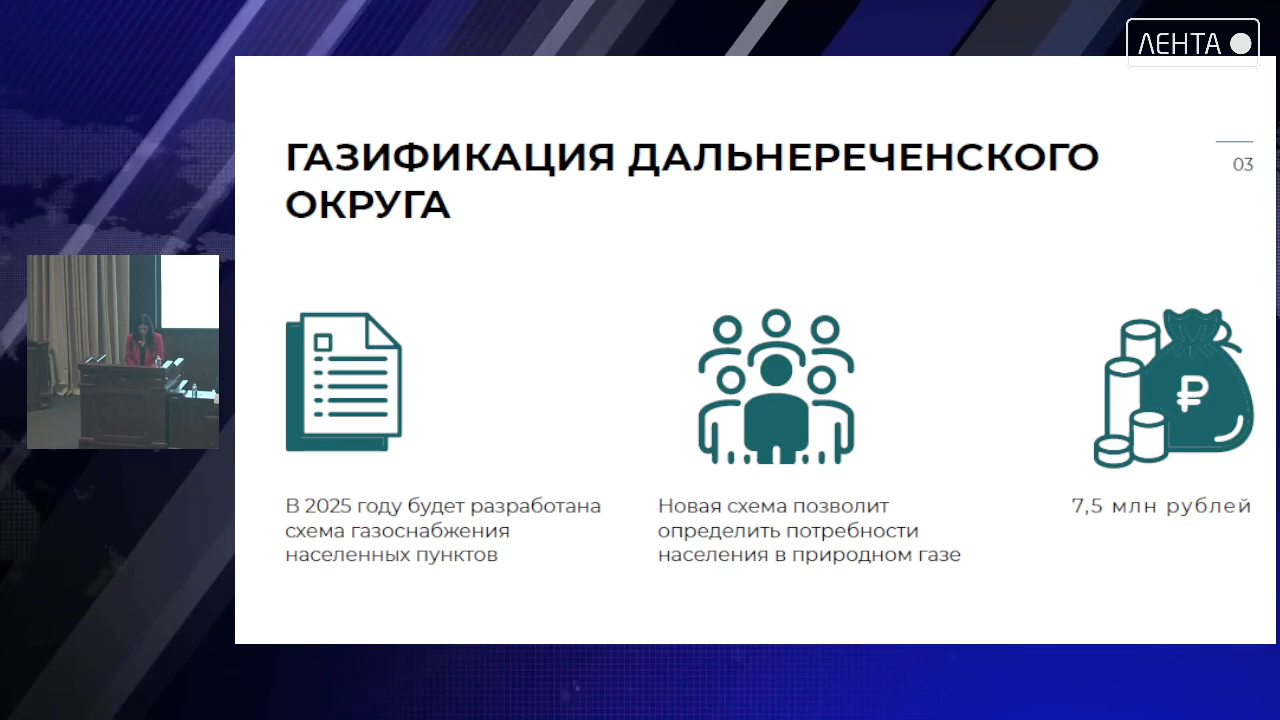 ЛЕНТА
ГАЗИФИКАЦИЯ ДАЛЬНЕРЕЧЕНСКОГО
ОКРУГА
03
₽
В 2025 году будет разработана
схема газоснабжения
населенных пунктов
Новая схема позволит
определить потребности
населения в природном газе
7,5 млн рублей